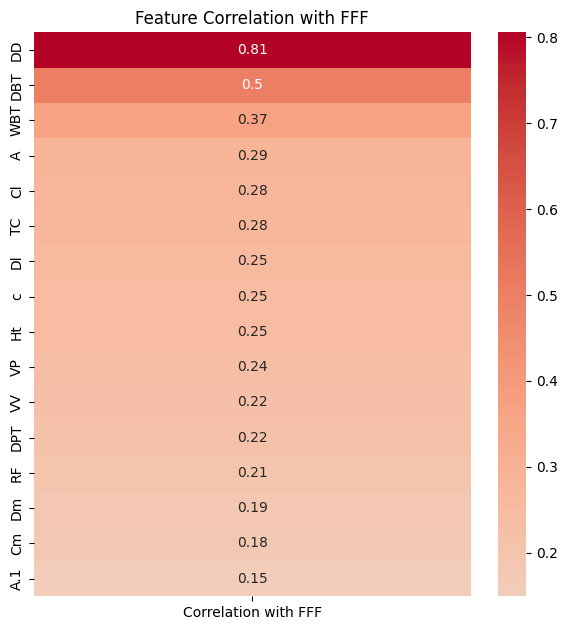 Feature Correlation with FFF
DD 0.81
DBT 0.5
WBT 0.37
A 0.29
Cl 0.28
TC 0.28
Dl 0.25
c 0.25
Ht 0.25
VP 0.24
VV 0.22
DPT 0.22
RF 0.21
Dm 0.19
Cm 0.18
A.1 0.15
Correlation with FFF
0.8
0.7
0.6
0.5
0.4
0.3
0.2